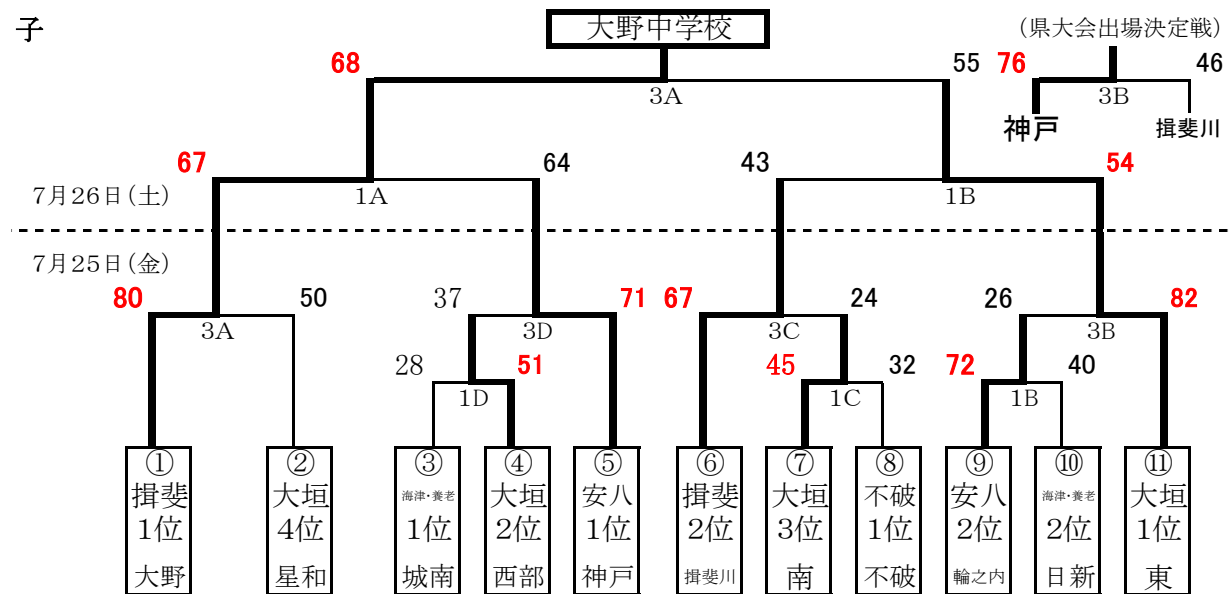 子
大野中学校
(県大会出場決定戦)
68 55 76 46
3A 3B
神戸 揖斐川
67 64 43 54
7月26日(土) 1A 1B
7月25日(金)
80 50 37 71 67 24 26 82
3A 3D 3C 3B
28 51 45 32 72 40
1D 1C 1B
① ② ③ ④ ⑤ ⑥ ⑦ ⑧ ⑨ ⑩ ⑪
揖斐 大垣 海津・養老 大垣 安八 揖斐 大垣 不破 安八 海津・養老 大垣
1位 4位 1位 2位 1位 2位 3位 1位 2位 2位 1位
大野 星和 城南 西部 神戸 揖斐川 南 不破 輪之内 日新 東